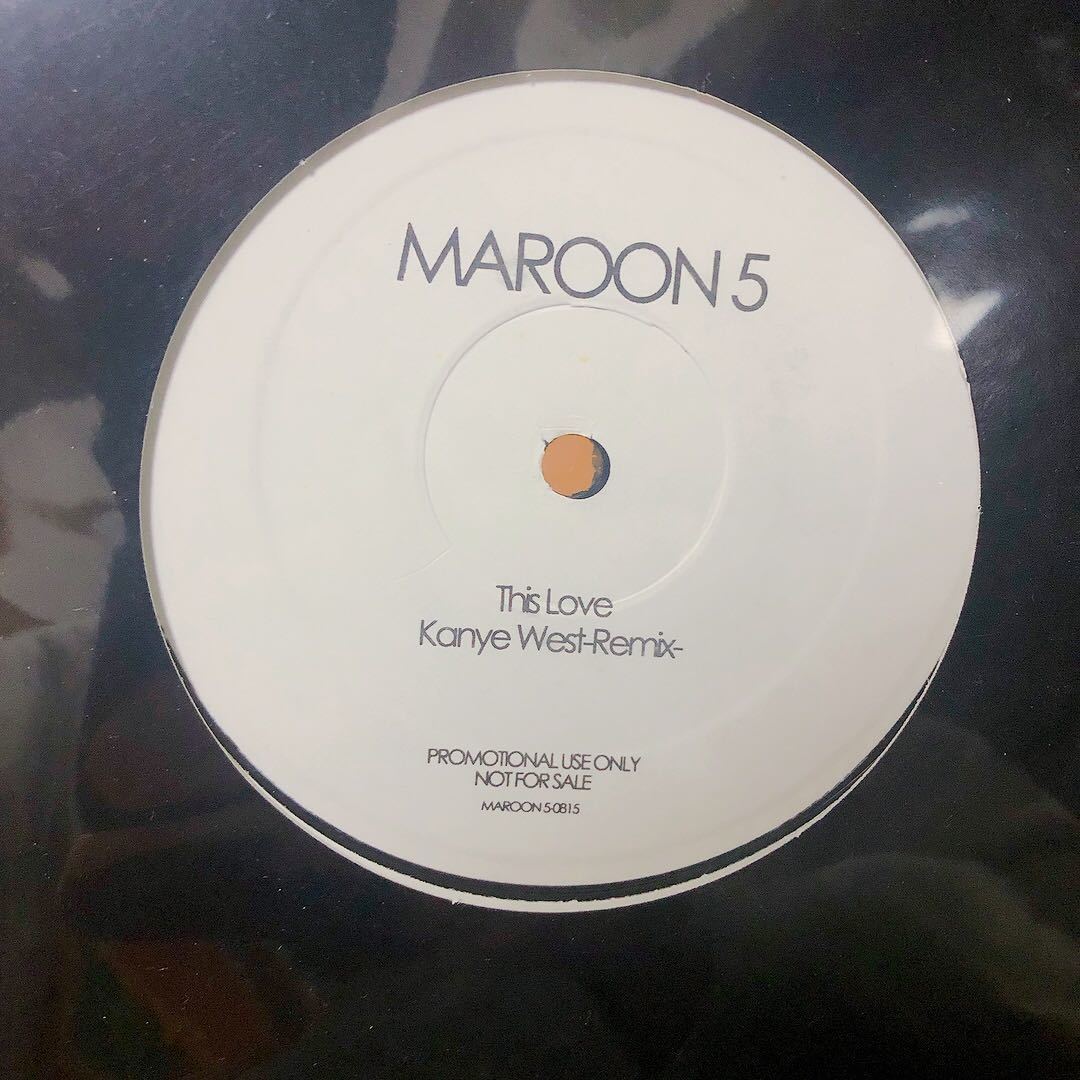 MAROON 5
This Love
Kanye West-Remix-
PROMOTIONAL USE ONLY
NOT FOR SALE
MAROON 5-0815